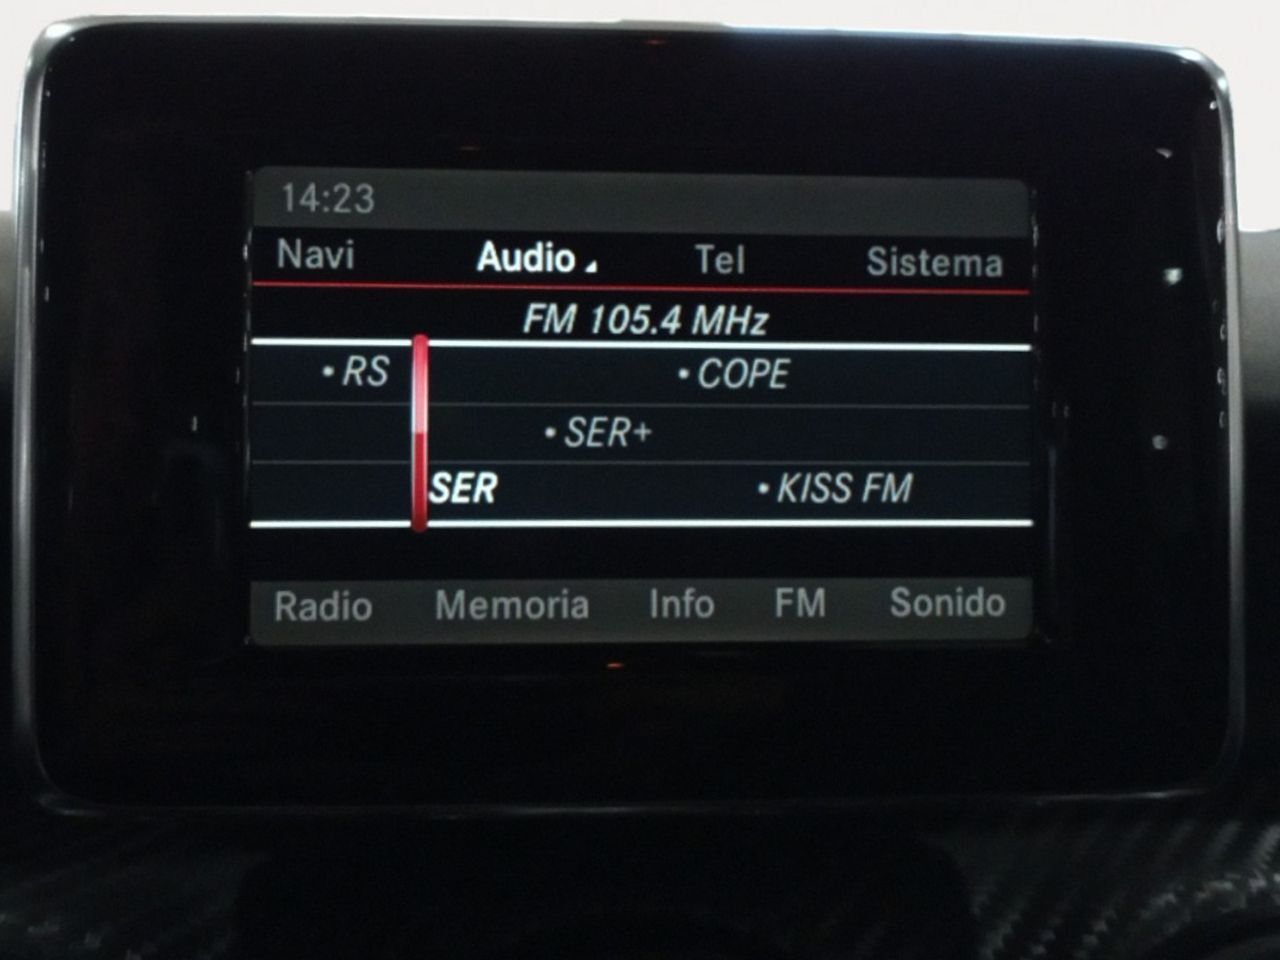 14:23
Navi Audio Tel Sistema
FM 105.4 MHz
• RS • COPE
• SER+
SER • KISS FM
Radio Memoria Info FM Sonido